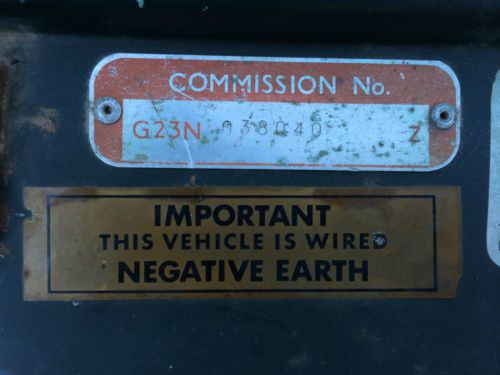 COMMISSION No.
G23N 038040 Z
IMPORTANT
THIS VEHICLE IS WIRED
NEGATIVE EARTH